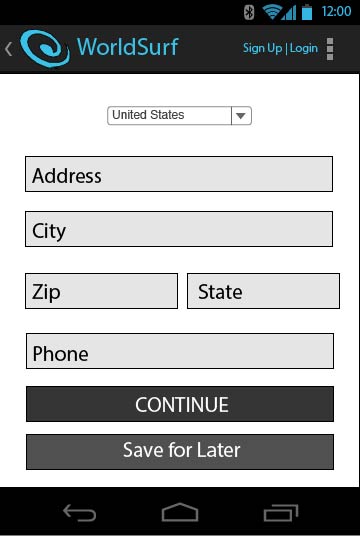 12:00
WorldSurf
Sign Up | Login
United States
Address
City
Zip
State
Phone
CONTINUE
Save for Later